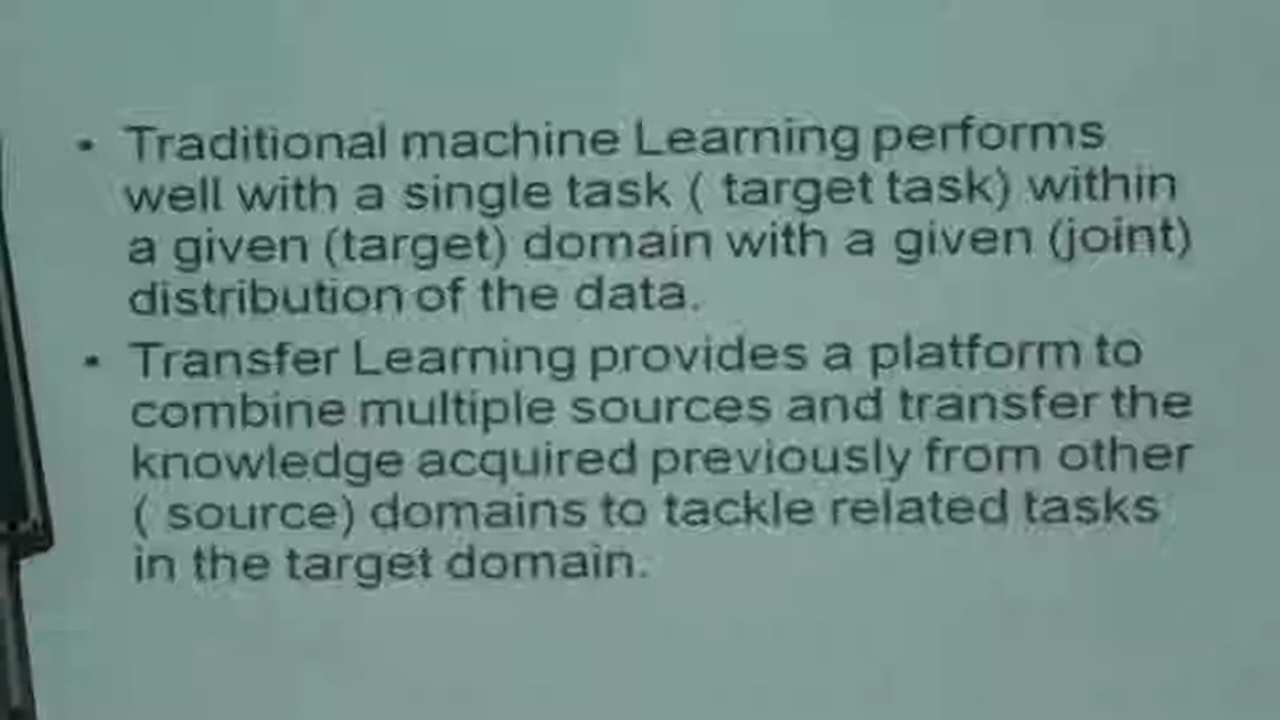 • Traditional machine Learning performs
well with a single task ( target task) within
a given (target) domain with a given (joint)
distribution of the data.
• Transfer Learning provides a platform to
combine multiple sources and transfer the
knowledge acquired previously from other
( source) domains to tackle related tasks
in the target domain.